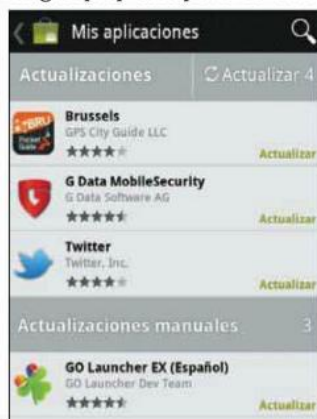 Mis aplicaciones
Actualizaciones
Actualizar 4
Brussels
GPS City Guide LLC
Actualizar
G Data MobileSecurity
G Data Software AG
Actualizar
Twitter
Twitter, Inc.
Actualizar
Actualizaciones manuales 3
GO Launcher EX (Español)
GO Launcher Dev Team
Actualizar